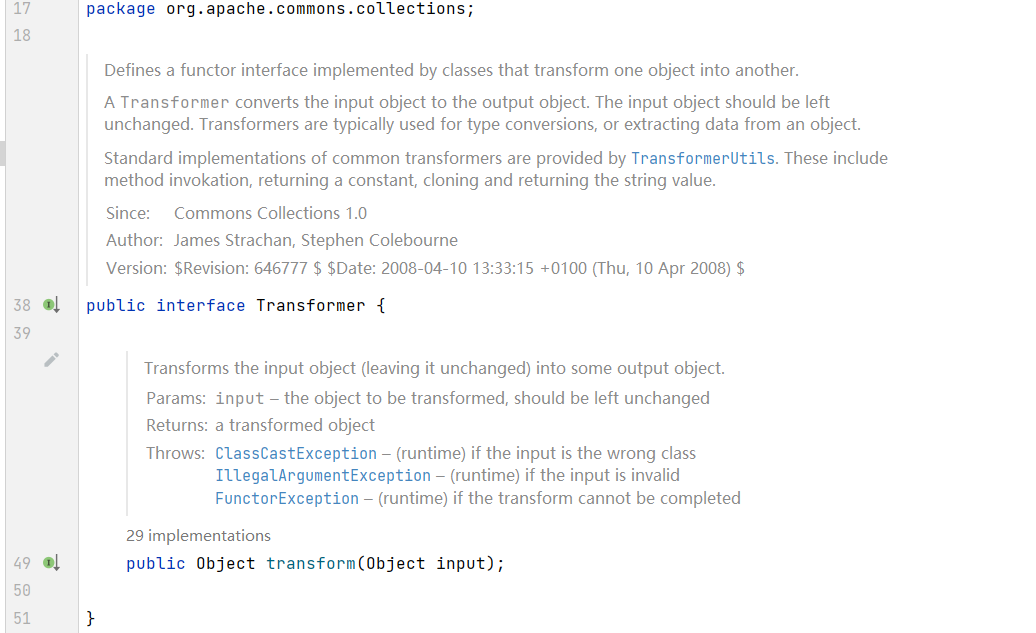 17 package org.apache.commons.collections;
18
Defines a functor interface implemented by classes that transform one object into another.
A Transformer converts the input object to the output object. The input object should be left
unchanged. Transformers are typically used for type conversions, or extracting data from an object.
Standard implementations of common transformers are provided by TransformerUtils. These include
method invokation, returning a constant, cloning and returning the string value.
Since: Commons Collections 1.0
Author: James Strachan, Stephen Colebourne
Version: $Revision: 646777 $ $Date: 2008-04-10 13:33:15 +0100 (Thu, 10 Apr 2008) $
38 public interface Transformer {
39
Transforms the input object (leaving it unchanged) into some output object.
Params: input – the object to be transformed, should be left unchanged
Returns: a transformed object
Throws: ClassCastException – (runtime) if the input is the wrong class
IllegalArgumentException – (runtime) if the input is invalid
FunctorException – (runtime) if the transform cannot be completed
29 implementations
49 public Object transform(Object input);
50
51 }